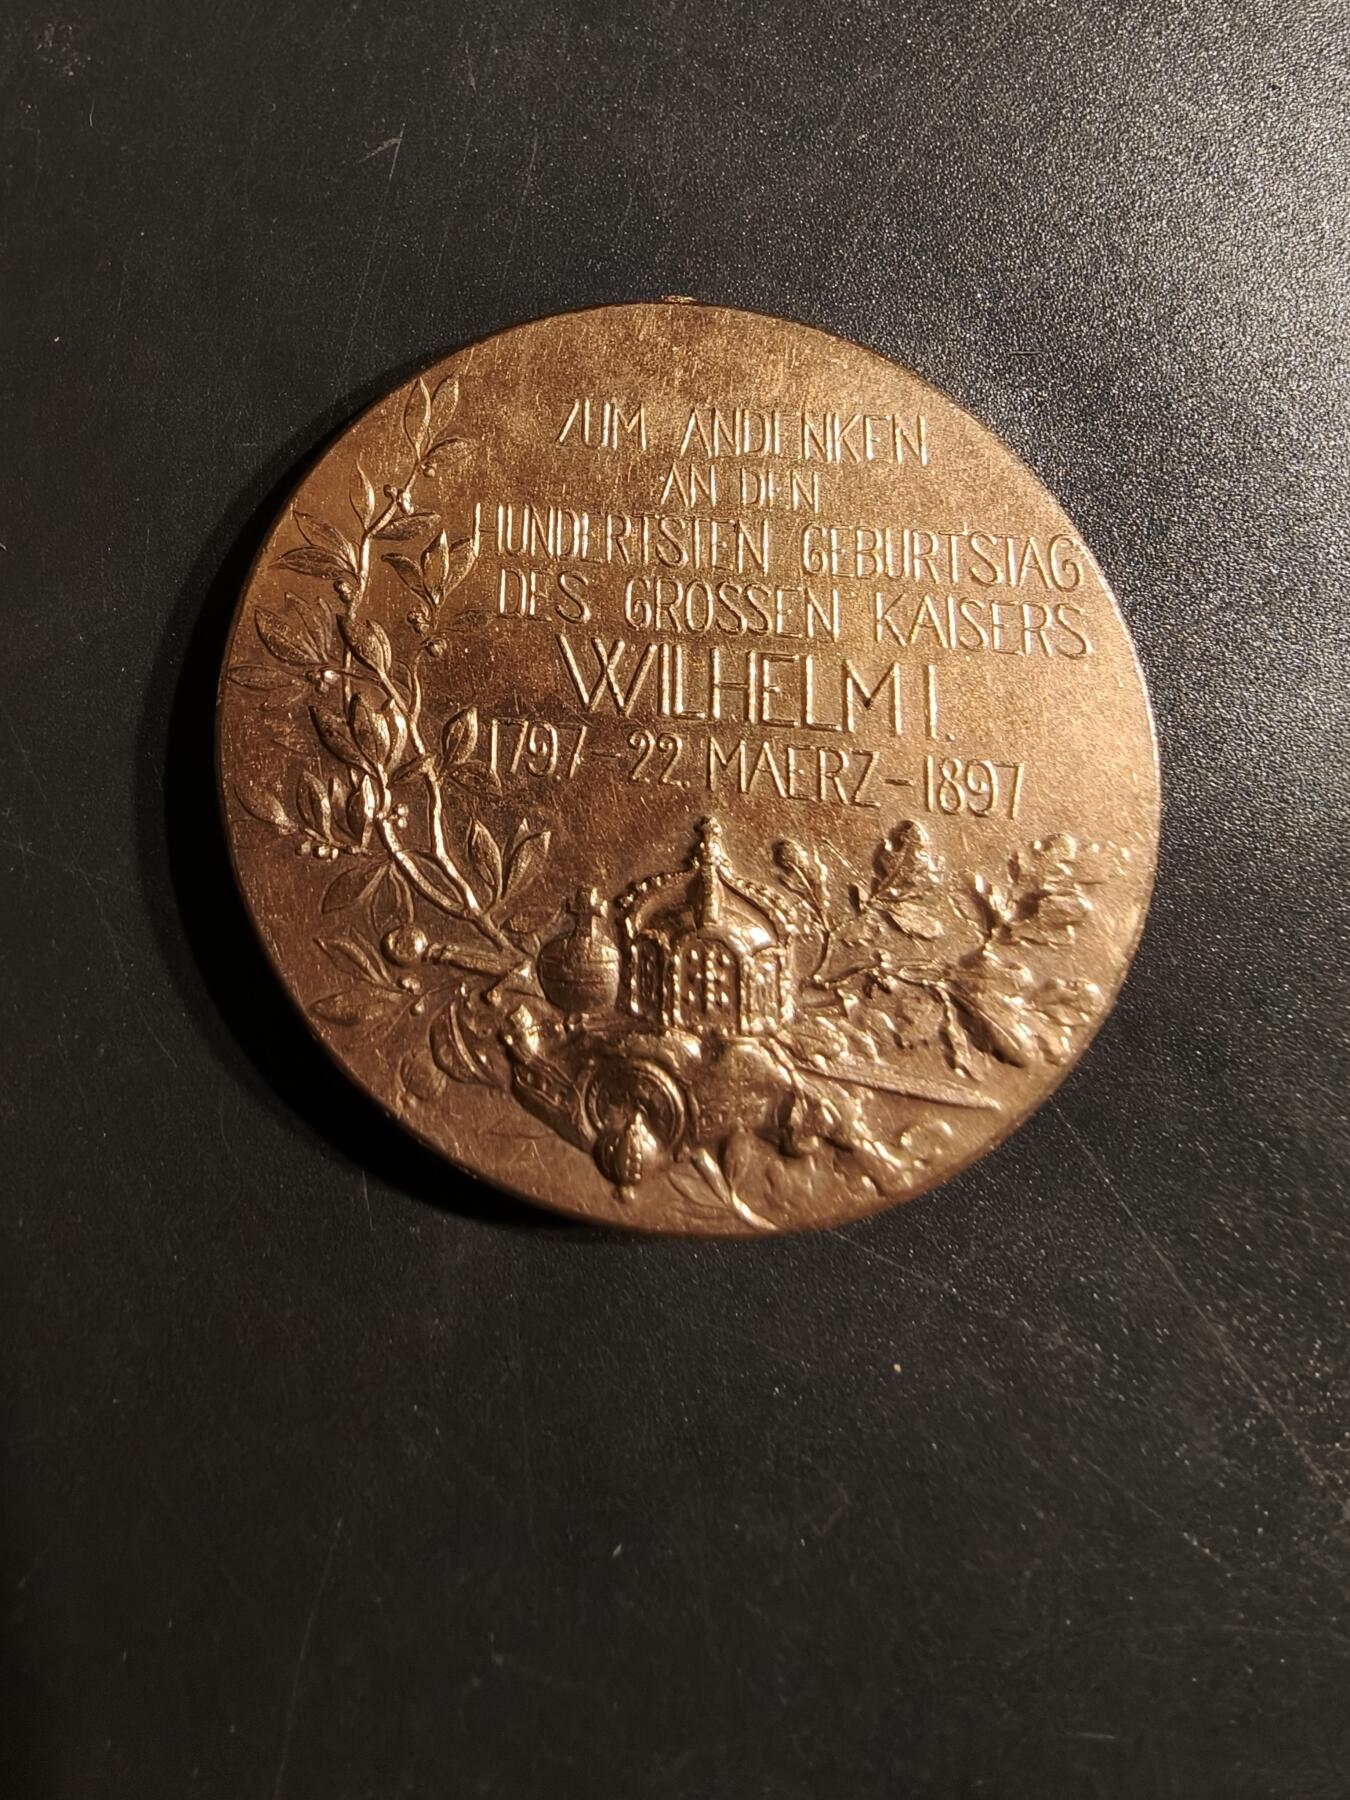 ZUM ANDENKEN
AN DEN
HUNDERTSTEN GEBURTSTAG
DES GROSSEN KAISERS
WILHELM I.
1797-22. MAERZ-1897